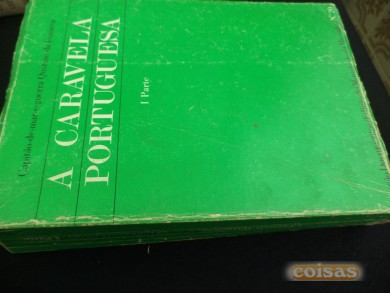 Capitão-de-mar-e-guerra Quirino da Fonseca
A CARAVELA
PORTUGUESA
I Parte
coisas